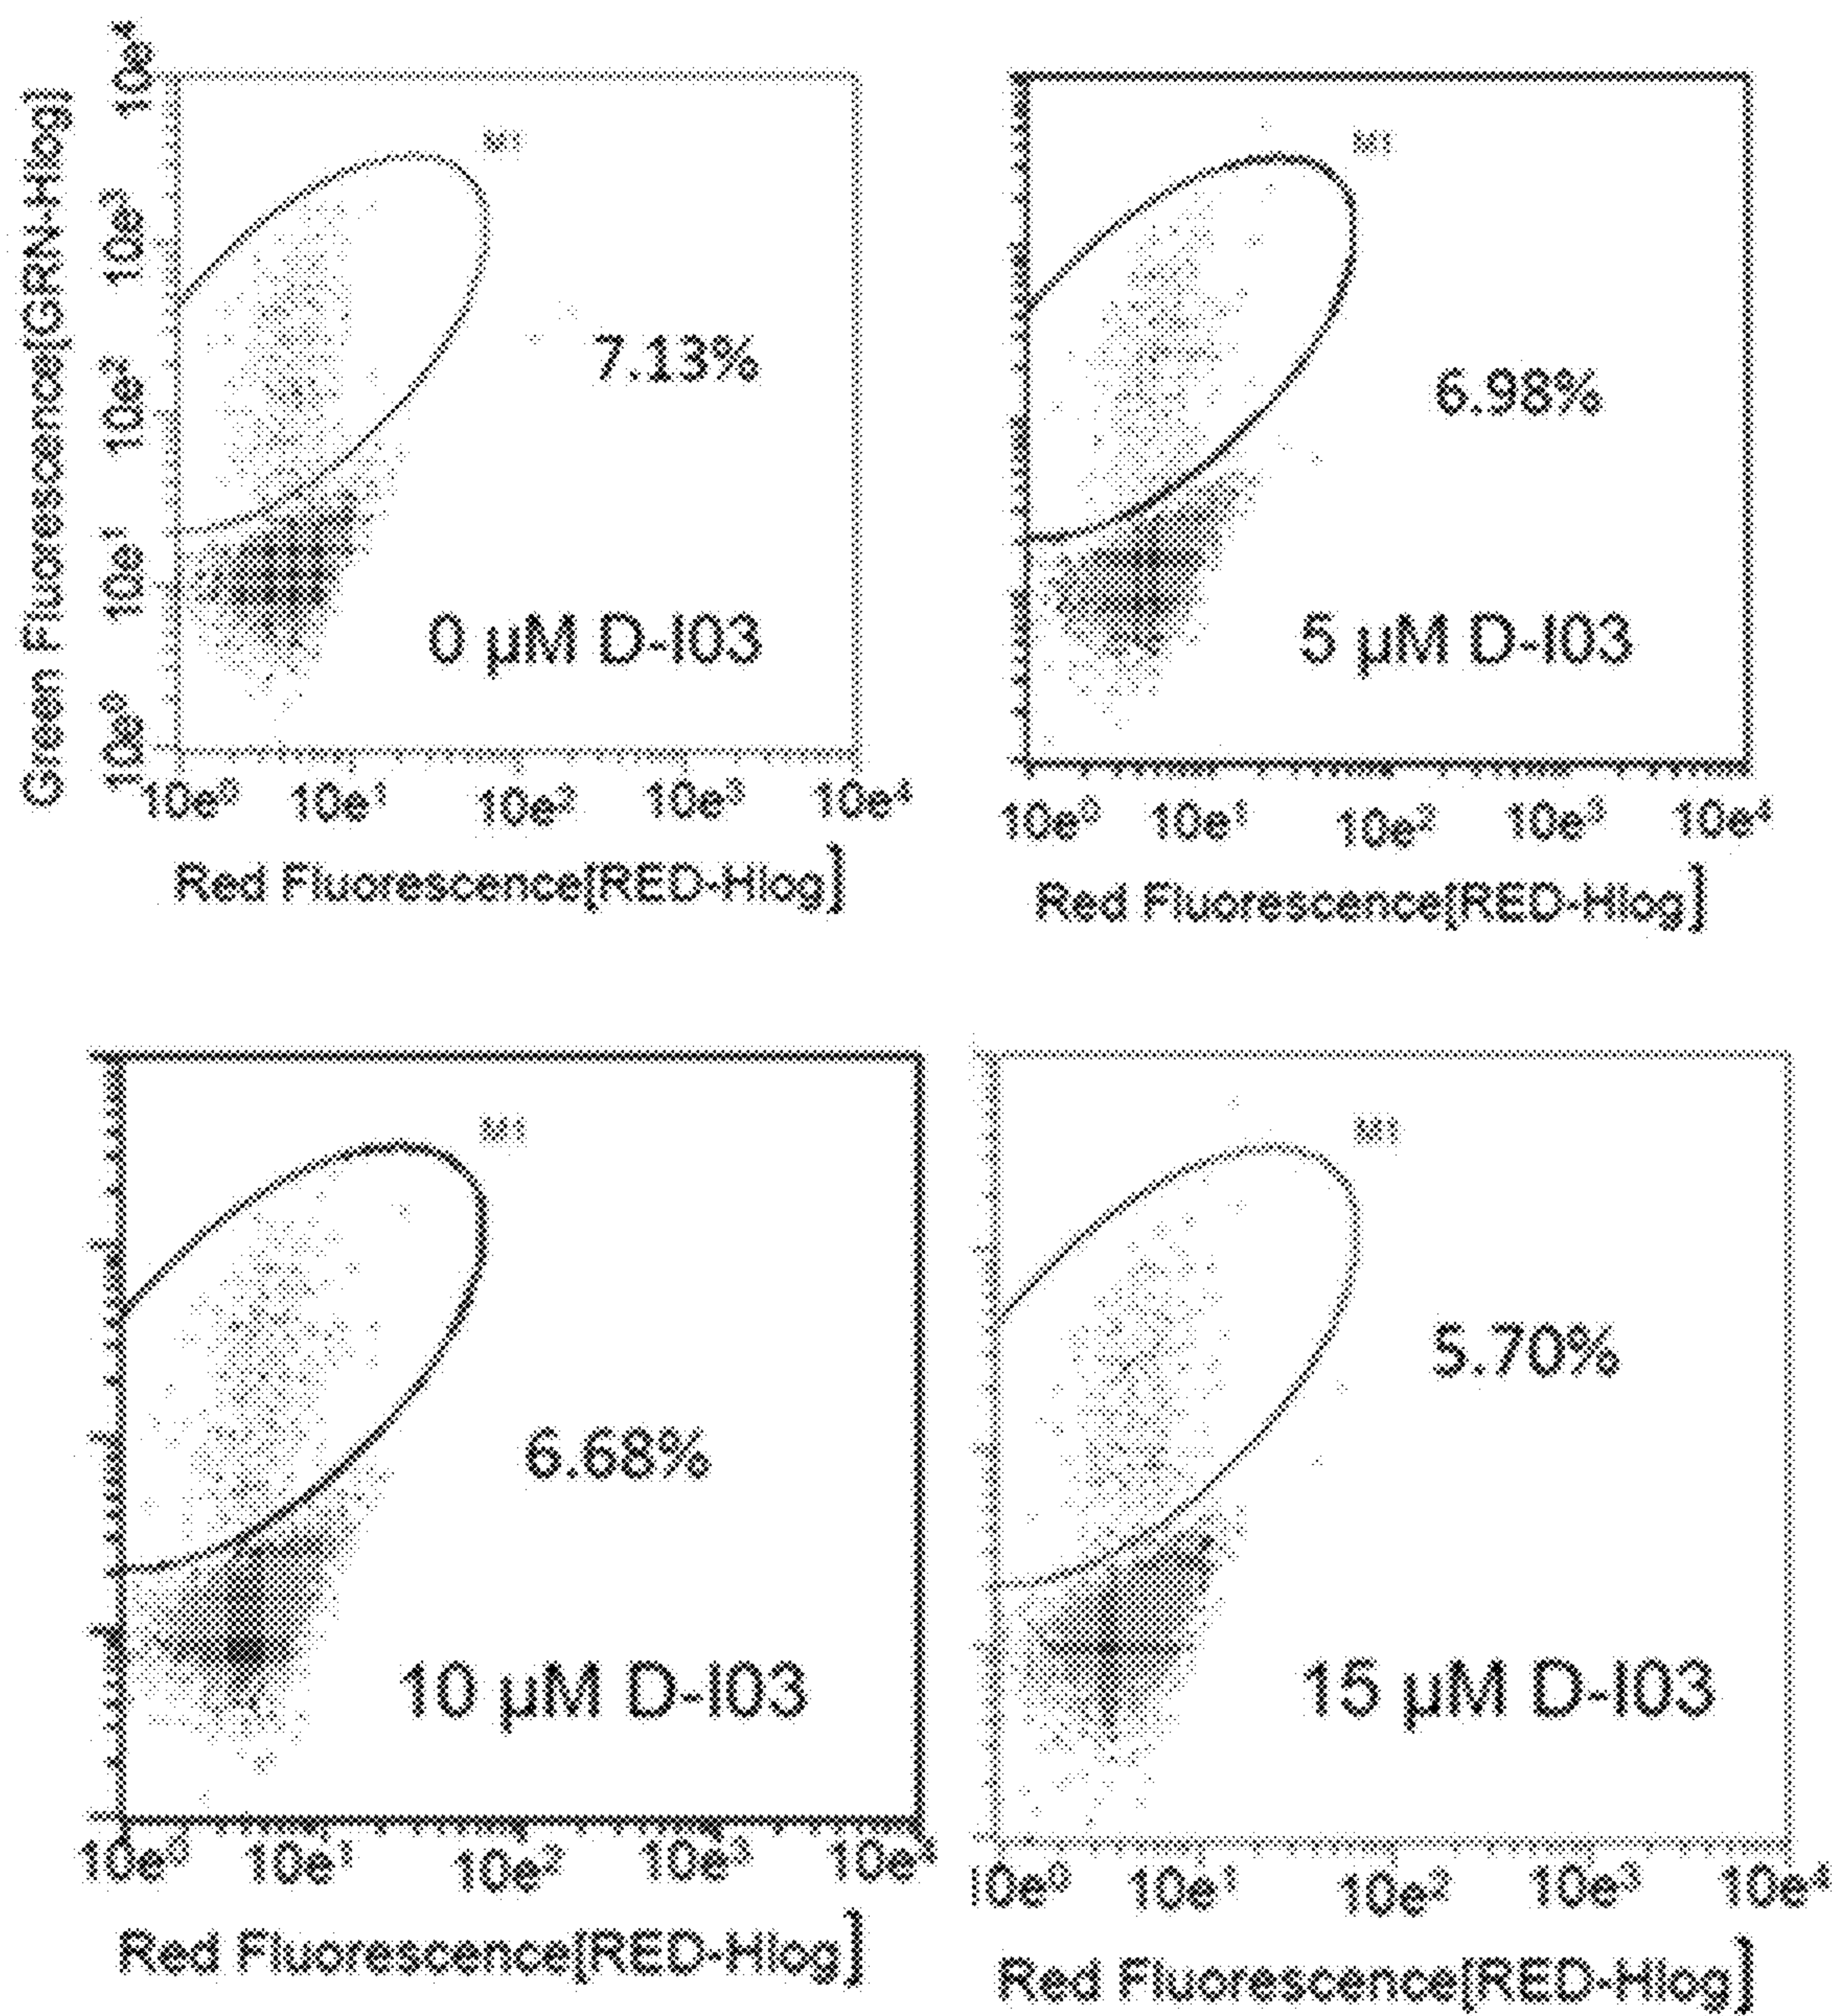 Green Fluorescence[GRN-Hlog]
10e⁴
10e³
10e²
10e¹
10e⁰
M1
7.13%
0 µM D-I03
10e⁰ 10e¹ 10e² 10e³ 10e⁴
Red Fluorescence[RED-Hlog]
M1
6.98%
5 µM D-I03
10e⁰ 10e¹ 10e² 10e³ 10e⁴
Red Fluorescence[RED-Hlog]
M1
6.68%
10 µM D-I03
10e⁰ 10e¹ 10e² 10e³ 10e⁴
Red Fluorescence[RED-Hlog]
M1
5.70%
15 µM D-I03
10e⁰ 10e¹ 10e² 10e³ 10e⁴
Red Fluorescence[RED-Hlog]